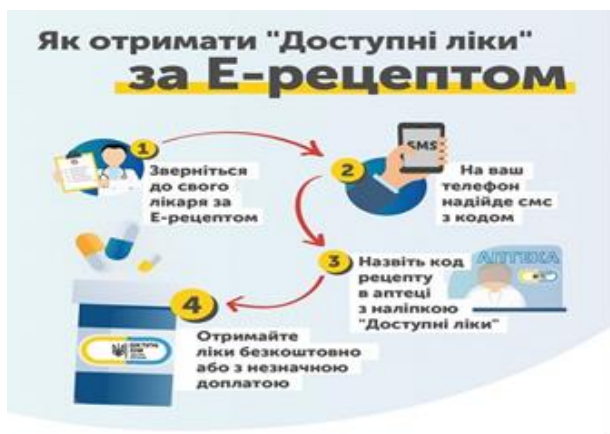 Як отримати "Доступні ліки"
за Е-рецептом
1
Зверніться
до свого
лікаря за
Е-рецептом
SMS
2
На ваш
телефон
надійде смс
з кодом
3
Назвіть код
рецепту
в аптеці
з наліпкою
"Доступні ліки"
АПТЕКА
4
Отримайте
ліки безкоштовно
або з незначною
доплатою